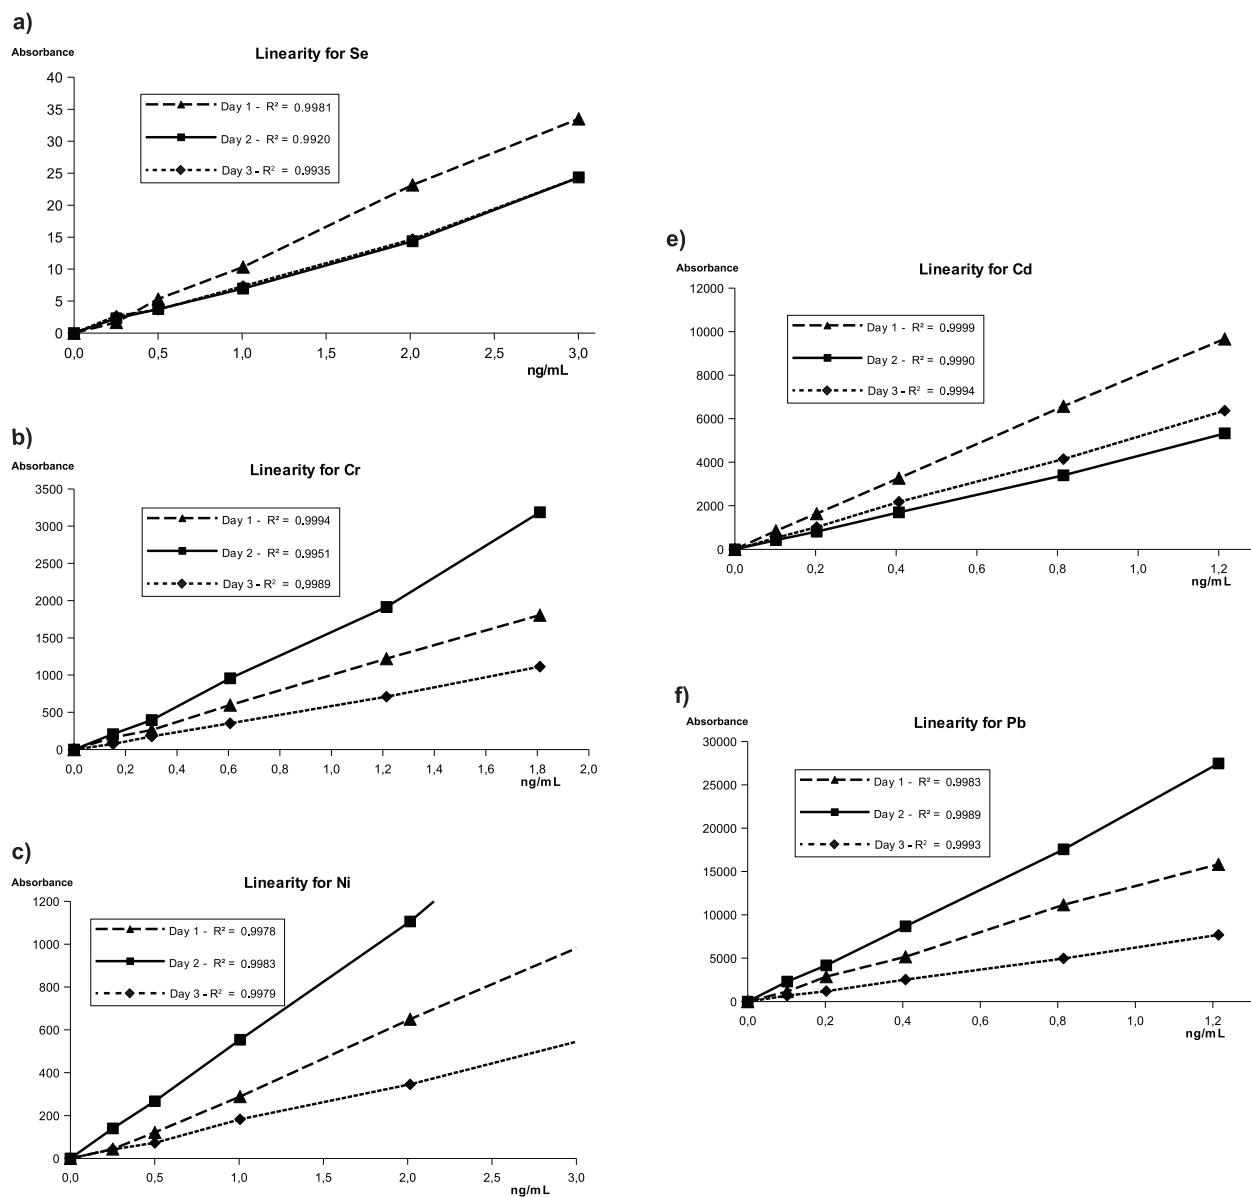 a)
Absorbance
Linearity for Se
40
35
30
25
20
15
10
5
0
Day 1 - R² = 0.9981
Day 2 - R² = 0.9920
Day 3 - R² = 0.9935
0,0 0,5 1,0 1,5 2,0 2,5 3,0
ng/mL
b)
Absorbance
Linearity for Cr
3500
3000
2500
2000
1500
1000
500
0
Day 1 - R² = 0.9994
Day 2 - R² = 0.9951
Day 3 - R² = 0.9989
0,0 0,2 0,4 0,6 0,8 1,0 1,2 1,4 1,6 1,8 2,0
ng/mL
c)
Absorbance
Linearity for Ni
1200
1000
800
600
400
200
0
Day 1 - R² = 0.9978
Day 2 - R² = 0.9983
Day 3 - R² = 0.9979
0,0 0,5 1,0 1,5 2,0 2,5 3,0
ng/mL
e)
Absorbance
Linearity for Cd
12000
10000
8000
6000
4000
2000
0
Day 1 - R² = 0.9999
Day 2 - R² = 0.9990
Day 3 - R² = 0.9994
0,0 0,2 0,4 0,6 0,8 1,0 1,2
ng/mL
f)
Absorbance
Linearity for Pb
30000
25000
20000
15000
10000
5000
0
Day 1 - R² = 0.9983
Day 2 - R² = 0.9989
Day 3 - R² = 0.9993
0,0 0,2 0,4 0,6 0,8 1,0 1,2
ng/mL